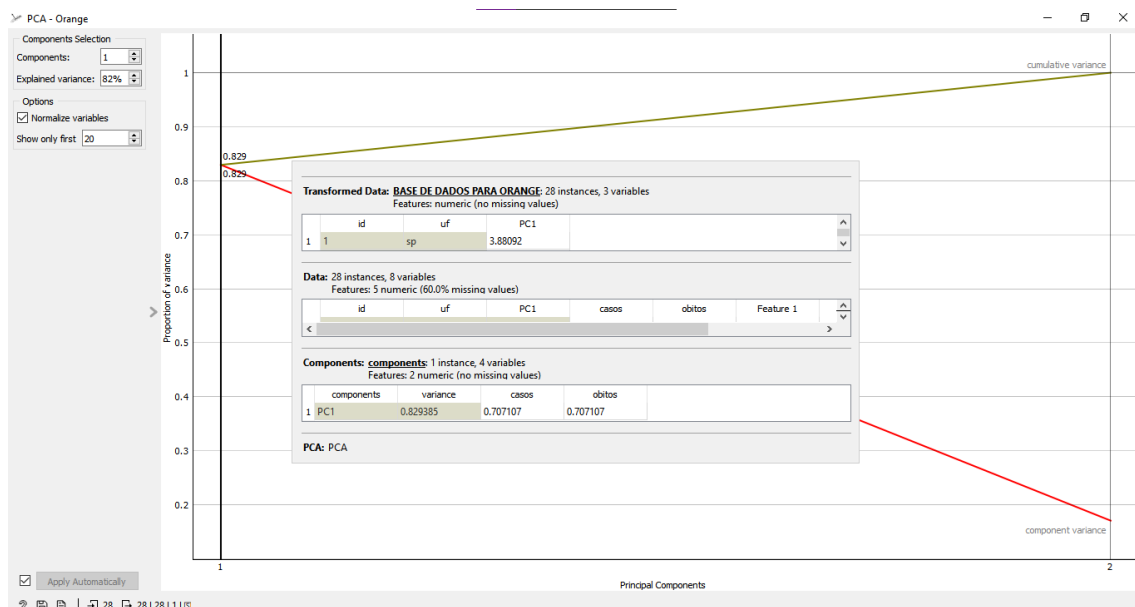 PCA - Orange
Components Selection
Components: 1
Explained variance: 82%
Options
Normalize variables
Show only first 20
Apply Automatically
28 28 | 28 | 1 |
Proportion of variance
1
0.9
0.8
0.7
0.6
0.5
0.4
0.3
0.2
cumulative variance
0.829
0.829
Transformed Data: BASE DE DADOS PARA ORANGE: 28 instances, 3 variables
Features: numeric (no missing values)
id uf PC1
1 1 sp 3.88092
Data: 28 instances, 8 variables
Features: 5 numeric (60.0% missing values)
id uf PC1 casos obitos Feature 1
Components: components: 1 instance, 4 variables
Features: 2 numeric (no missing values)
components variance casos obitos
1 PC1 0.829385 0.707107 0.707107
PCA: PCA
component variance
1 2
Principal Components